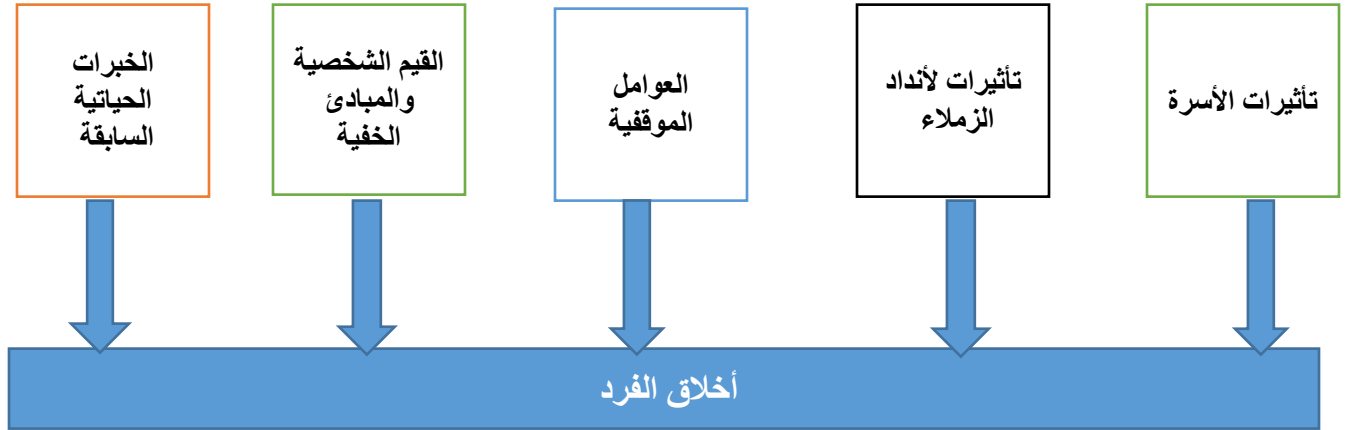 تأثيرات الأسرة
تأثيرات لأنداد
الزملاء
العوامل
الموقفية
القيم الشخصية
والمبادئ
الخفية
الخبرات
الحياتية
السابقة
أخلاق الفرد